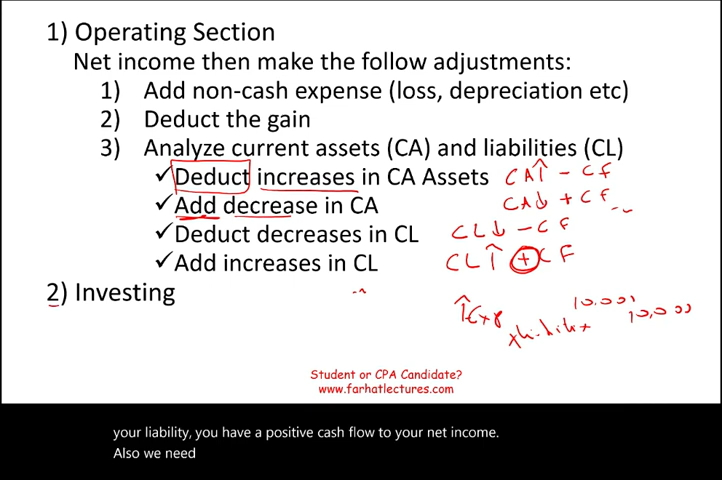 1) Operating Section
Net income then make the follow adjustments:
1) Add non-cash expense (loss, depreciation etc)
2) Deduct the gain
3) Analyze current assets (CA) and liabilities (CL)
✓Deduct increases in CA Assets CA↑ - CF
✓Add decrease in CA CA↓ + CF
✓Deduct decreases in CL CL↓ - CF
✓Add increases in CL CL↑ + CF
2) Investing
↑Exp 10,000 10,000
Student or CPA Candidate?
www.farhatlectures.com
your liability, you have a positive cash flow to your net income.
Also we need